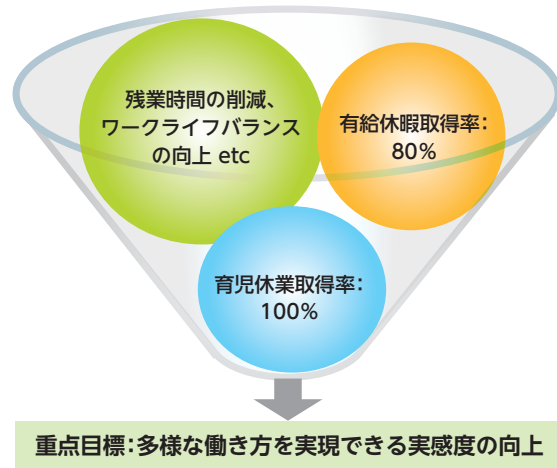 残業時間の削減、
ワークライフバランス
の向上 etc
有給休暇取得率：
80%
育児休業取得率：
100%
重点目標：多様な働き方を実現できる実感度の向上